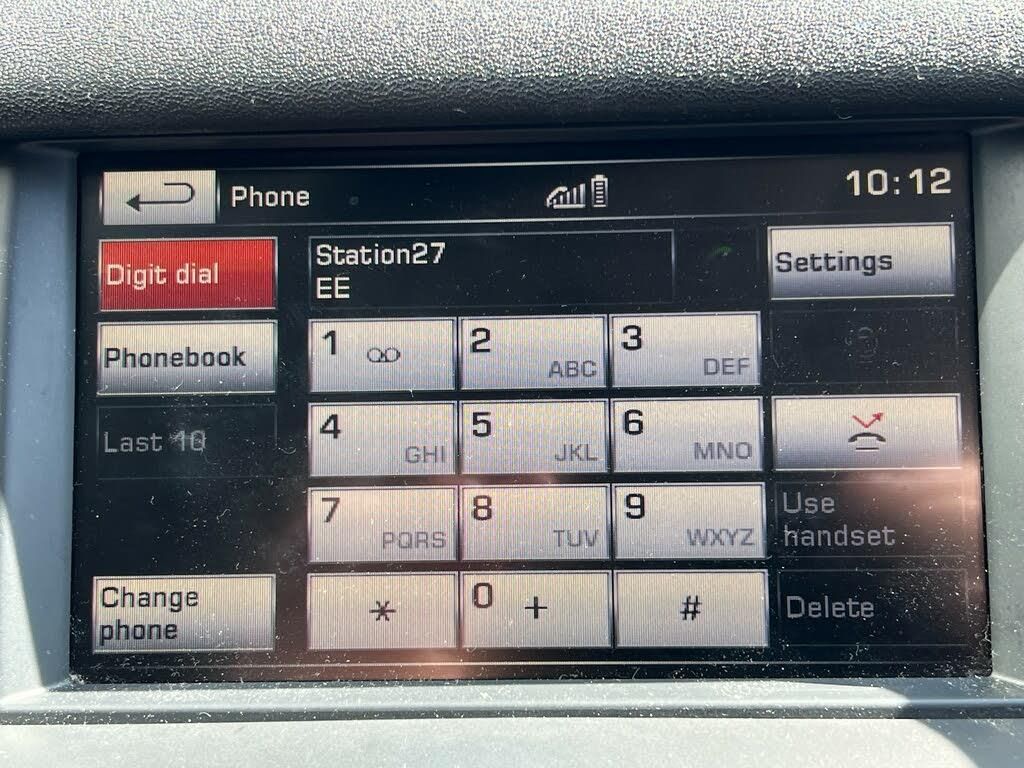 Phone
10:12
Digit dial
Station27
EE
Settings
Phonebook
1
2 ABC
3 DEF
Last 10
4 GHI
5 JKL
6 MNO
7 PQRS
8 TUV
9 WXYZ
Use
handset
Change
phone
*
0 +
#
Delete